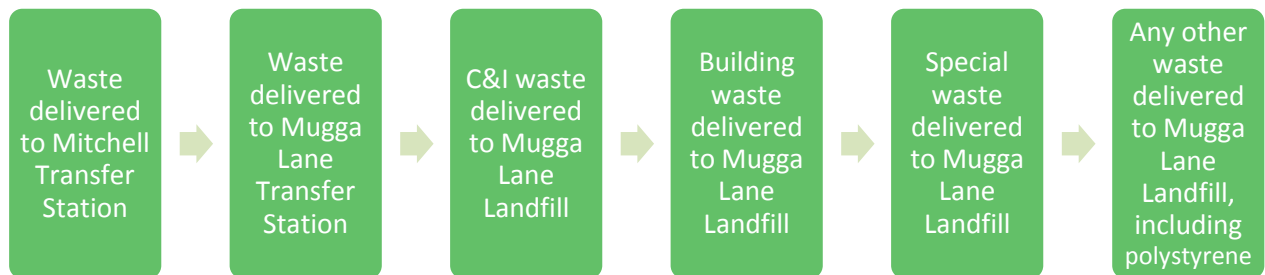 Waste
delivered
to Mitchell
Transfer
Station
Waste
delivered
to Mugga
Lane
Transfer
Station
C&I waste
delivered
to Mugga
Lane
Landfill
Building
waste
delivered
to Mugga
Lane
Landfill
Special
waste
delivered
to Mugga
Lane
Landfill
Any other
waste
delivered
to Mugga
Lane
Landfill,
including
polystyrene